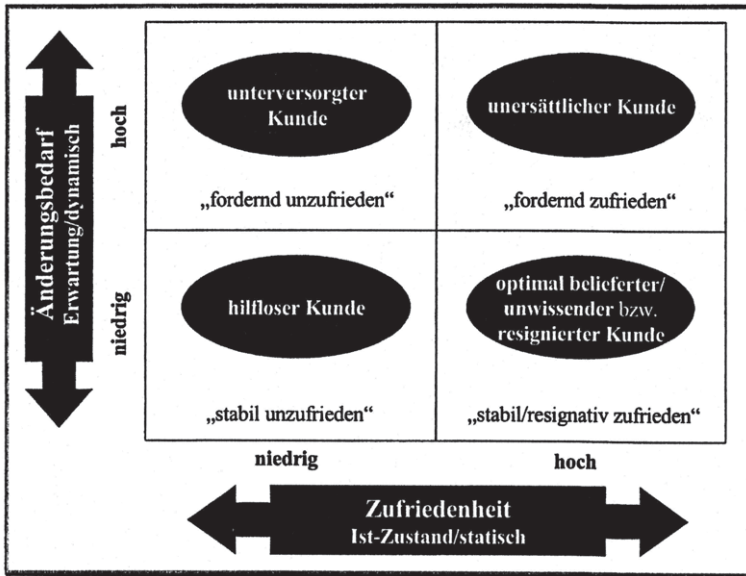 Änderungsbedarf
Erwartung/dynamisch
hoch
niedrig
unterversorgter
Kunde
„fordernd unzufrieden“
unersättlicher Kunde
„fordernd zufrieden“
hilfloser Kunde
„stabil unzufrieden“
optimal belieferter/
unwissender bzw.
resignierter Kunde
„stabil/resignativ zufrieden“
niedrig
hoch
Zufriedenheit
Ist-Zustand/statisch